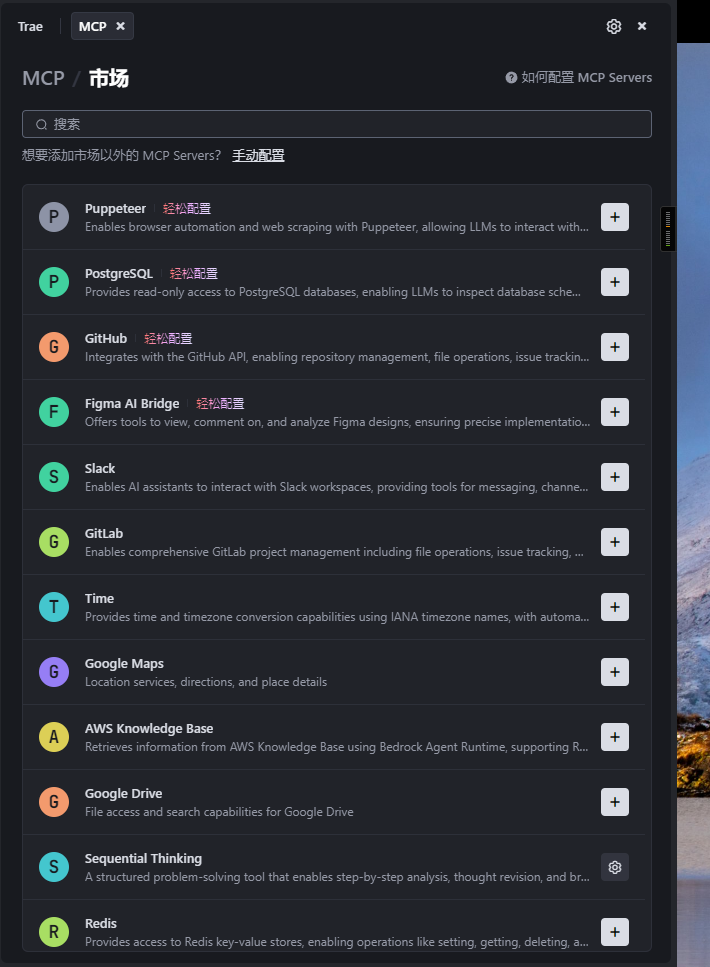 Trae
MCP
MCP / 市场
如何配置 MCP Servers
搜索
想要添加市场以外的 MCP Servers? 手动配置
P
Puppeteer 轻松配置
Enables browser automation and web scraping with Puppeteer, allowing LLMs to interact with...
P
PostgreSQL 轻松配置
Provides read-only access to PostgreSQL databases, enabling LLMs to inspect database sche...
G
GitHub 轻松配置
Integrates with the GitHub API, enabling repository management, file operations, issue trackin...
F
Figma AI Bridge 轻松配置
Offers tools to view, comment on, and analyze Figma designs, ensuring precise implementatio...
S
Slack
Enables AI assistants to interact with Slack workspaces, providing tools for messaging, channe...
G
GitLab
Enables comprehensive GitLab project management including file operations, issue tracking, ...
T
Time
Provides time and timezone conversion capabilities using IANA timezone names, with automa...
G
Google Maps
Location services, directions, and place details
A
AWS Knowledge Base
Retrieves information from AWS Knowledge Base using Bedrock Agent Runtime, supporting R...
G
Google Drive
File access and search capabilities for Google Drive
S
Sequential Thinking
A structured problem-solving tool that enables step-by-step analysis, thought revision, and br...
R
Redis
Provides access to Redis key-value stores, enabling operations like setting, getting, deleting, a...